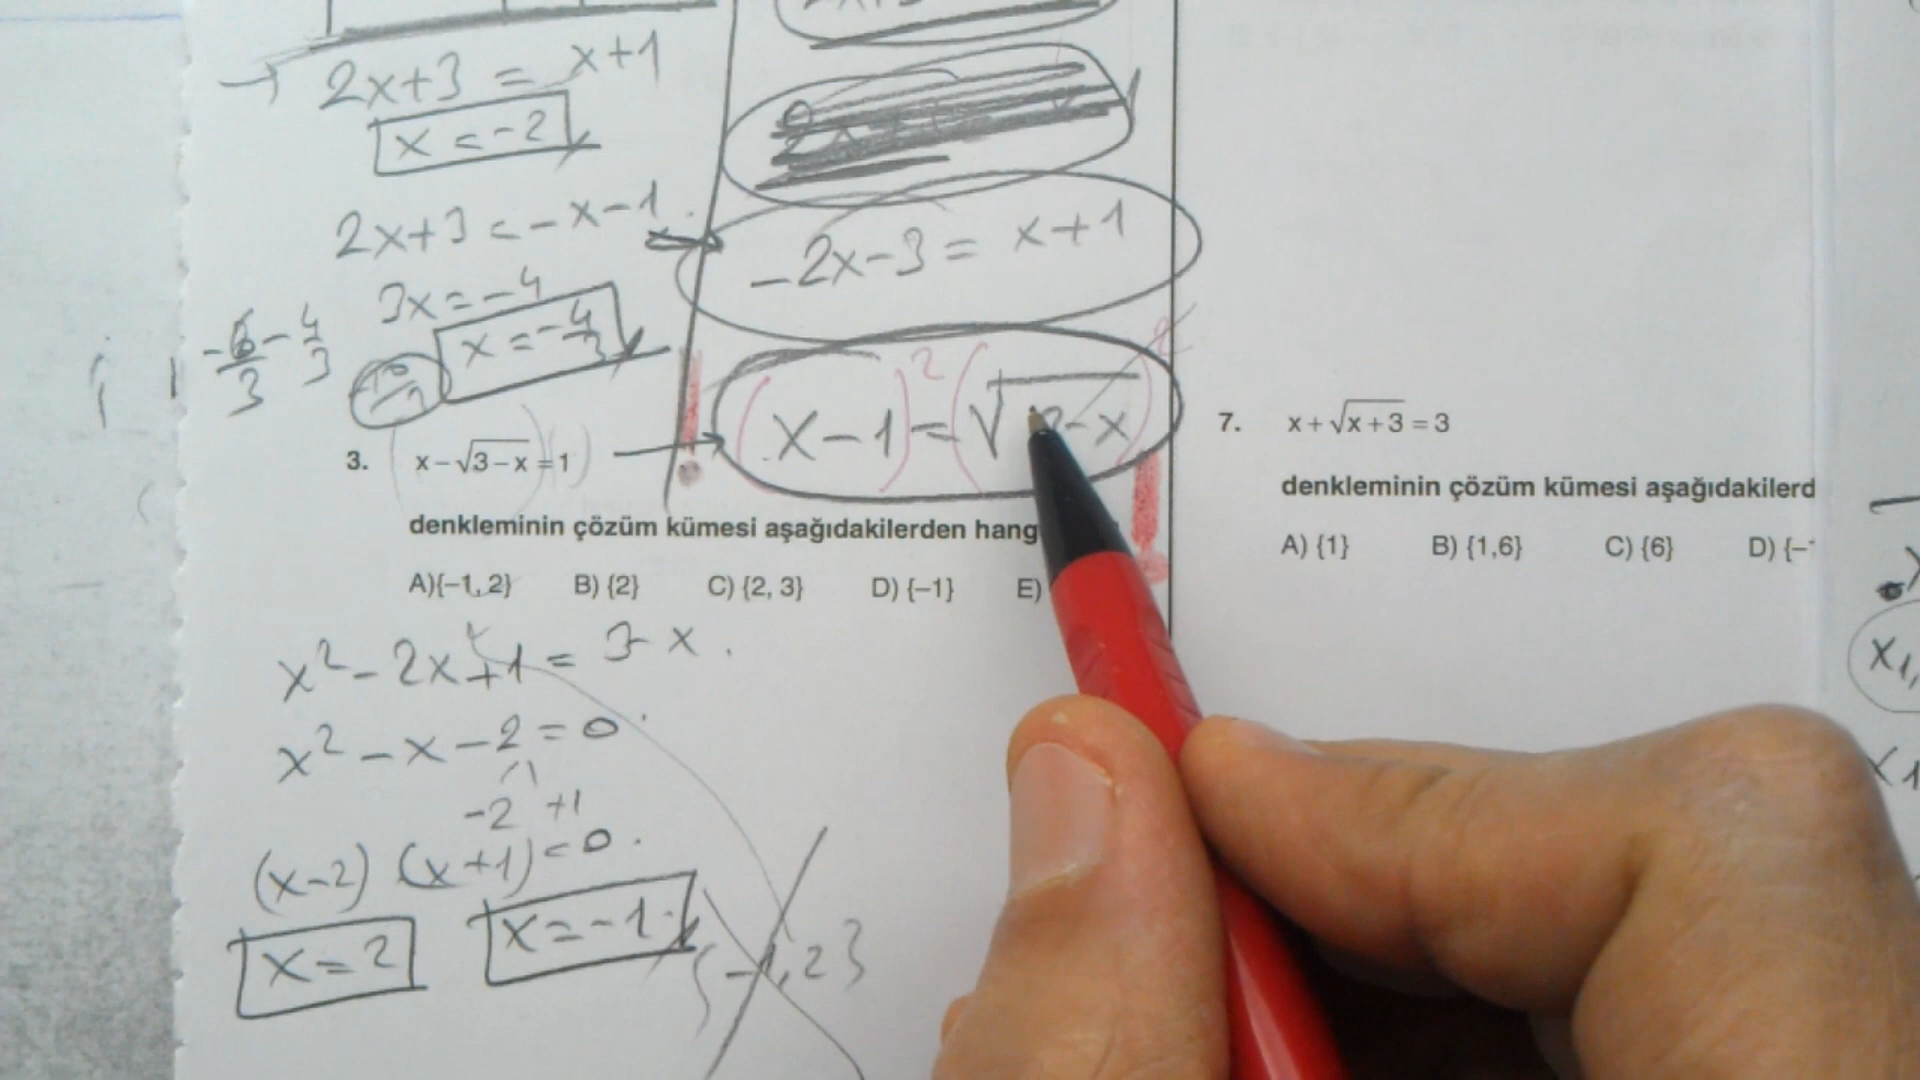 2x+3 = x+1
x = -2
2x+3 = -x-1
3x = -4
x = -4/3
-2x-3 = x+1
(x-1)² = (√3-x)²
3. x-√3-x = 1
denkleminin çözüm kümesi aşağıdakilerden hang
A){-1, 2} B) {2} C) {2, 3} D) {-1} E)
x²-2x+1 = 3-x
x²-x-2 = 0
-2 +1
(x-2) (x+1) = 0
x = 2 x = -1
{-1, 2}
7. x+√x+3 = 3
denkleminin çözüm kümesi aşağıdakilerd
A) {1} B) {1,6} C) {6} D) {-